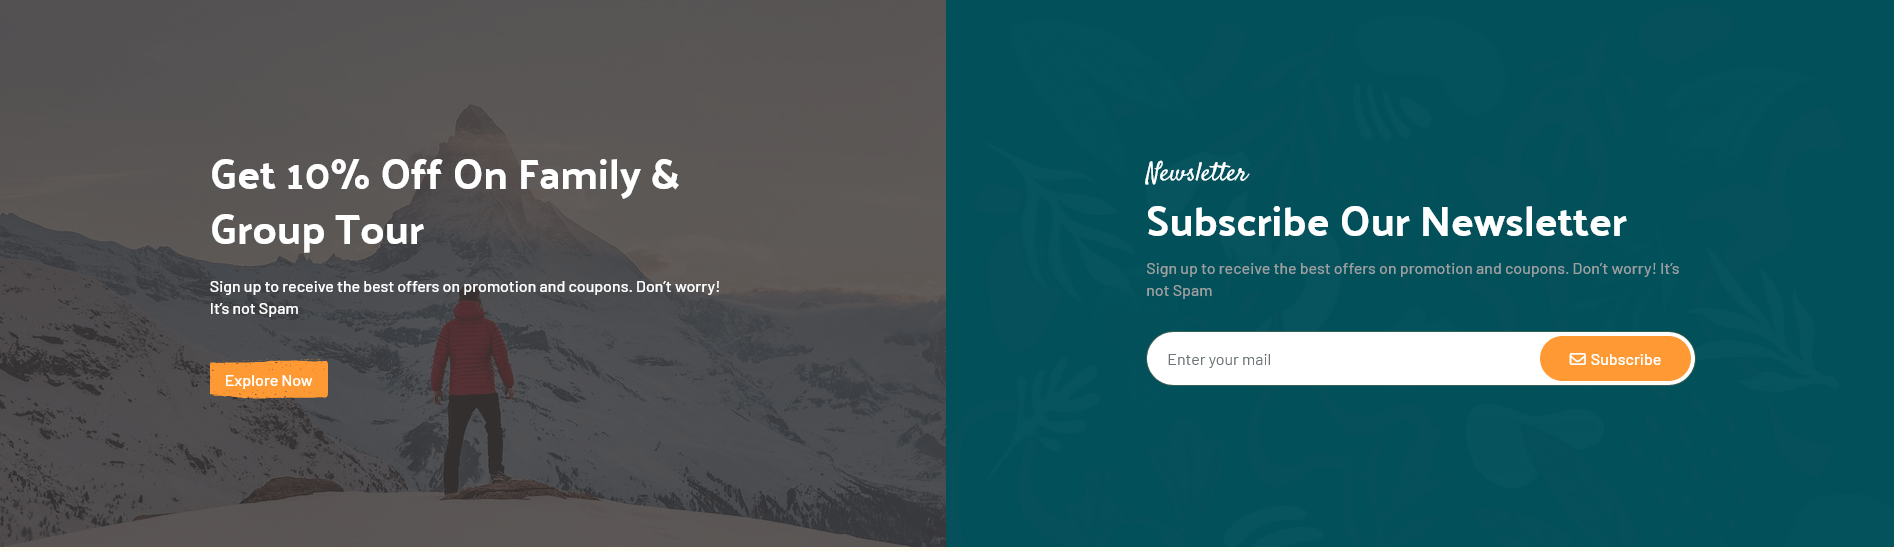 Get 10% Off On Family &
Group Tour
Sign up to receive the best offers on promotion and coupons. Don’t worry!
It’s not Spam
Explore Now
Newsletter
Subscribe Our Newsletter
Sign up to receive the best offers on promotion and coupons. Don’t worry! It’s
not Spam
Enter your mail
Subscribe